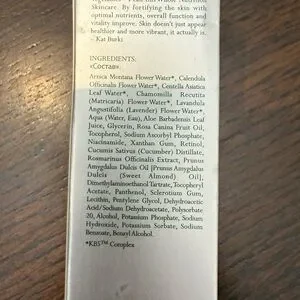 Skincare. By fortifying the skin with
optimal nutrients, overall function and
vitality improve. Skin doesn't just appear
healthier and more vibrant, it actually is.
– Kat Burki
INGREDIENTS:
«Состав»:
Arnica Montana Flower Water*, Calendula
Officinalis Flower Water*, Centella Asiatica
Leaf Water*, Chamomilla Recutita
(Matricaria) Flower Water*, Lavandula
Angustifolia (Lavender) Flower Water*,
Aqua (Water, Eau), Aloe Barbadensis Leaf
Juice, Glycerin, Rosa Canina Fruit Oil,
Tocopherol, Sodium Ascorbyl Phosphate,
Niacinamide, Xanthan Gum, Retinol,
Cucumis Sativus (Cucumber) Distillate,
Rosmarinus Officinalis Extract, Prunus
Amygdalus Dulcis Oil [Prunus Amygdalus
Dulcis (Sweet Almond) Oil],
Dimethylaminoethanol Tartrate, Tocopheryl
Acetate, Panthenol, Sclerotium Gum,
Lecithin, Pentylene Glycol, Dehydroacetic
Acid/Sodium Dehydroacetate, Polysorbate
20, Alcohol, Potassium Phosphate, Sodium
Hydroxide, Potassium Sorbate, Sodium
Benzoate, Benzyl Alcohol.
*KB5™ Complex